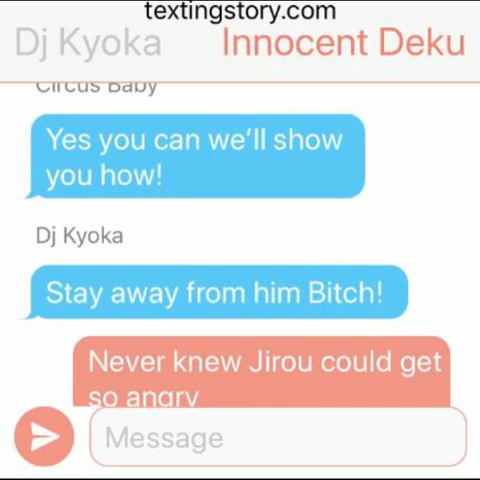 textingstory.com
Dj Kyoka Innocent Deku
Circus Baby
Yes you can we'll show
you how!
Dj Kyoka
Stay away from him Bitch!
Never knew Jirou could get
so angry
Message